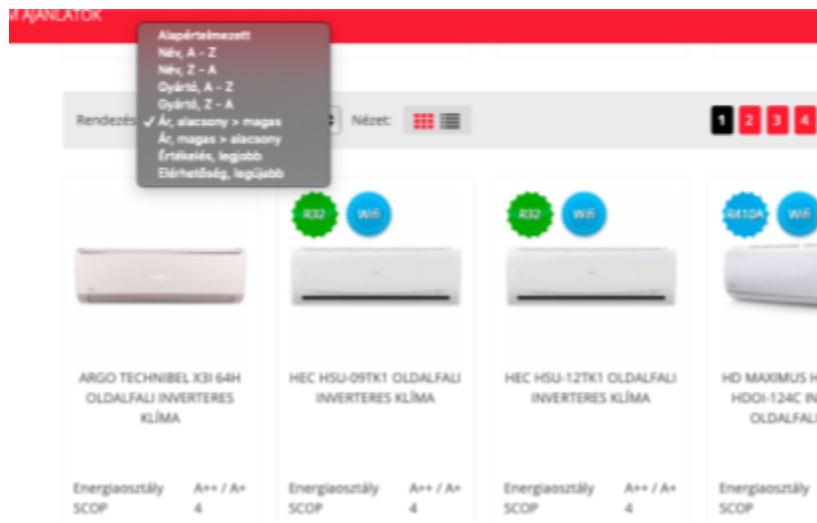 M AJÁNLATOK
Alapértelmezett
Név, A - Z
Név, Z - A
Gyártó, A - Z
Gyártó, Z - A
Rendezés ✓ Ár, alacsony > magas Nézet: 1 2 3 4
Ár, magas > alacsony
Értékelés, legjobb
Elérhetőség, legújabb
R32 Wifi R32 Wifi R410A Wifi
ARGO TECHNIBEL X3I 64H
OLDALFALI INVERTERES
KLÍMA
HEC HSU-09TK1 OLDALFALI
INVERTERES KLÍMA
HEC HSU-12TK1 OLDALFALI
INVERTERES KLÍMA
HD MAXIMUS H
HDOI-124C IN
OLDALFALI
Energiaosztály A++ / A+
SCOP 4
Energiaosztály A++ / A+
SCOP 4
Energiaosztály A++ / A+
SCOP 4
Energiaosztály
SCOP